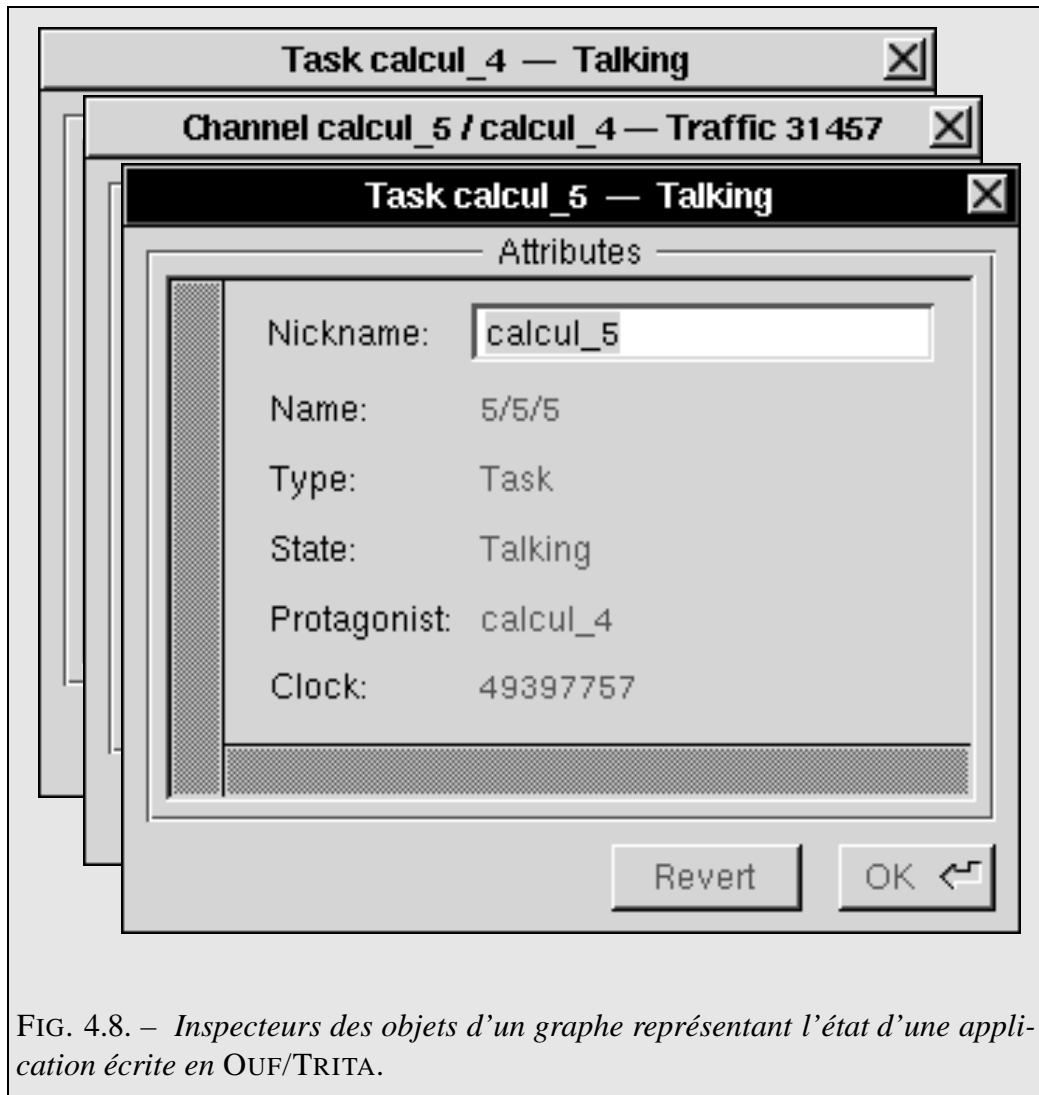 Task calcul_4 — Talking
Channel calcul_5 / calcul_4 — Traffic 31457
Task calcul_5 — Talking
Attributes
Nickname: calcul_5
Name: 5/5/5
Type: Task
State: Talking
Protagonist: calcul_4
Clock: 49397757
Revert OK
FIG. 4.8. – Inspecteurs des objets d'un graphe représentant l'état d'une appli-
cation écrite en OUF/TRITA.